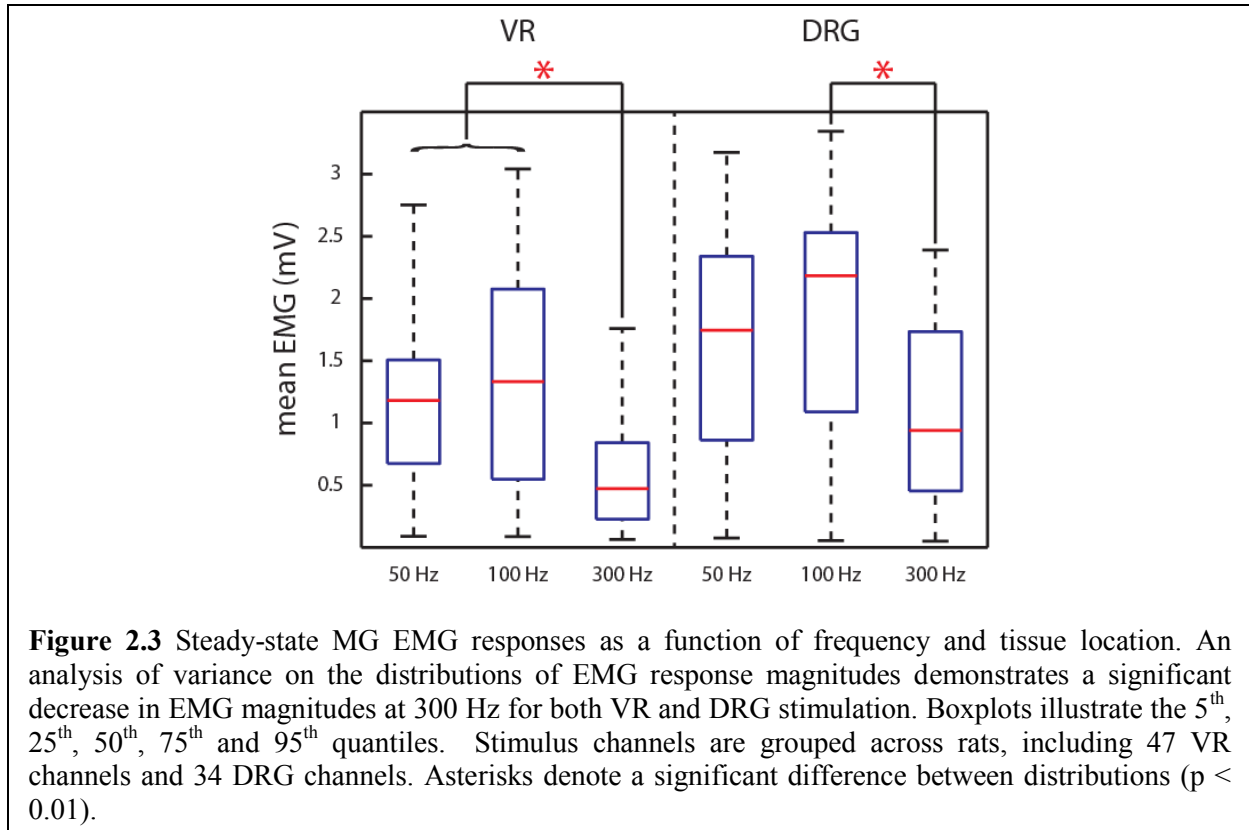 VR DRG
* *
3
2.5
2
1.5
1
0.5
mean EMG (mV)
50 Hz 100 Hz 300 Hz 50 Hz 100 Hz 300 Hz
Figure 2.3 Steady-state MG EMG responses as a function of frequency and tissue location. An
analysis of variance on the distributions of EMG response magnitudes demonstrates a significant
decrease in EMG magnitudes at 300 Hz for both VR and DRG stimulation. Boxplots illustrate the 5th,
25th, 50th, 75th and 95th quantiles. Stimulus channels are grouped across rats, including 47 VR
channels and 34 DRG channels. Asterisks denote a significant difference between distributions (p <
0.01).